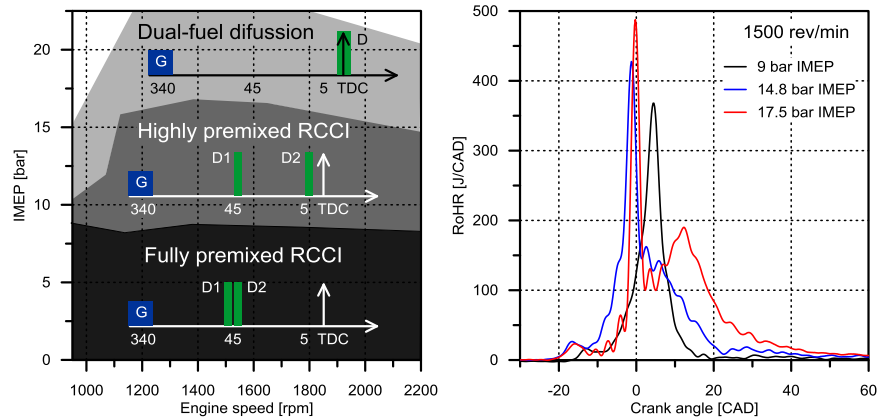 Dual-fuel difussion
D
G
340
45
5
TDC
Highly premixed RCCI
D1
D2
G
340
45
5
TDC
Fully premixed RCCI
D1
D2
G
340
45
5
TDC
20
15
10
5
0
IMEP [bar]
1000
1200
1400
1600
1800
2000
2200
Engine speed [rpm]
1500 rev/min
9 bar IMEP
14.8 bar IMEP
17.5 bar IMEP
500
400
300
200
100
0
RoHR [J/CAD]
-20
0
20
40
60
Crank angle [CAD]